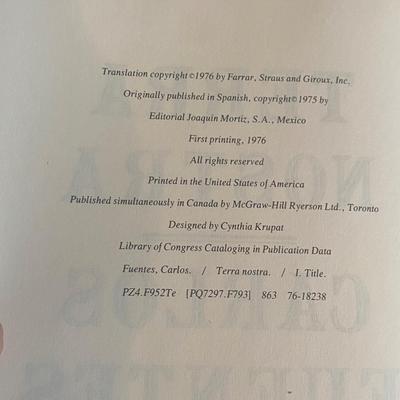 Translation copyright © 1976 by Farrar, Straus and Giroux, Inc.
Originally published in Spanish, copyright © 1975 by
Editorial Joaquin Mortiz, S.A., Mexico
First printing, 1976
All rights reserved
Printed in the United States of America
Published simultaneously in Canada by McGraw-Hill Ryerson Ltd., Toronto
Designed by Cynthia Krupat
Library of Congress Cataloging in Publication Data
Fuentes, Carlos. / Terra nostra. / I. Title.
PZ4.F952Te [PQ7297.F793] 863 76-18238